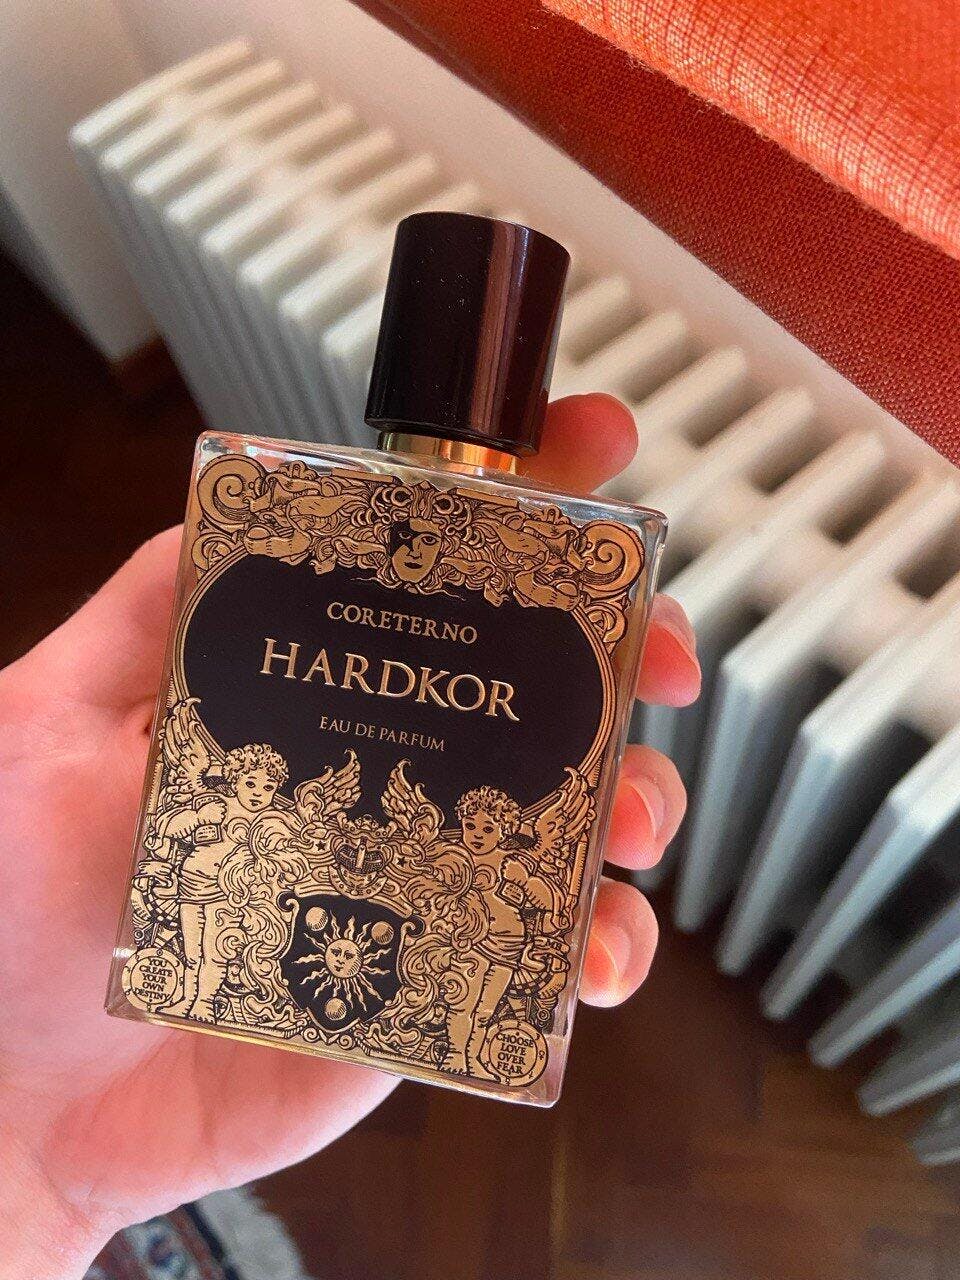 CORETERNO
HARDKOR
EAU DE PARFUM
YOU
CREATE
YOUR
OWN
DESTINY
CHOOSE
LOVE
OVER
FEAR